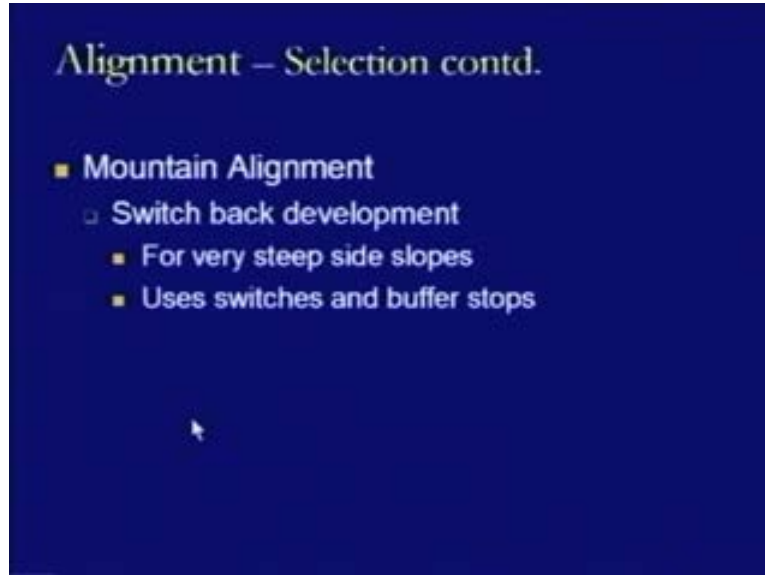 Alignment – Selection contd.
Mountain Alignment
Switch back development
For very steep side slopes
Uses switches and buffer stops